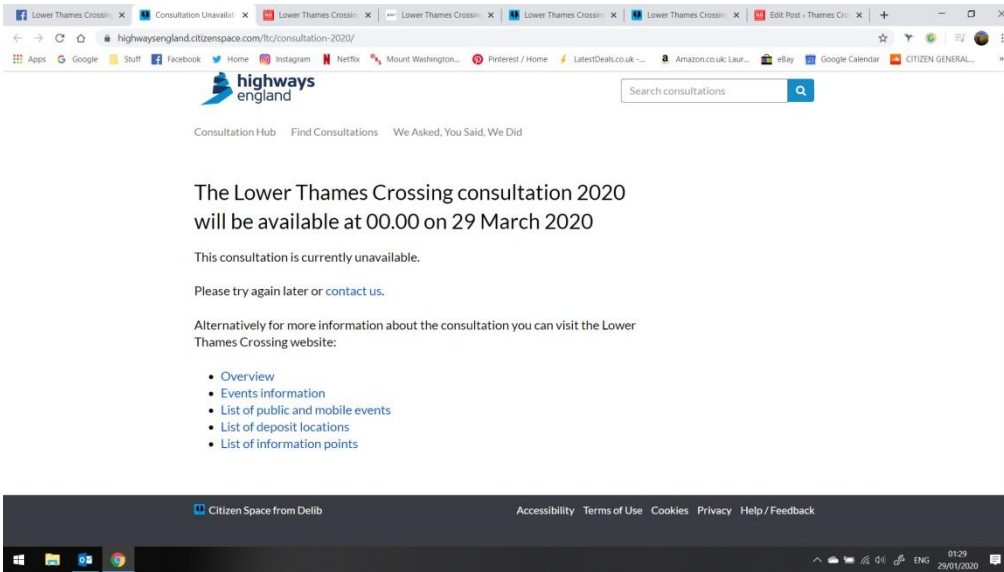 Lower Thames Crossin
Consultation Unavailab
Lower Thames Crossin
Lower Thames Crossin
Lower Thames Crossin
Lower Thames Crossin
Edit Post ‹ Thames Cro
highwaysengland.citizenspace.com/ltc/consultation-2020/
Apps Google Stuff Facebook Home Instagram Netflix Mount Washington... Pinterest / Home LatestDeals.co.uk -... Amazon.co.uk: Laur... eBay Google Calendar CITIZEN GENERAL... »
highways
england
Search consultations
Consultation Hub Find Consultations We Asked, You Said, We Did
The Lower Thames Crossing consultation 2020
will be available at 00.00 on 29 March 2020
This consultation is currently unavailable.
Please try again later or contact us.
Alternatively for more information about the consultation you can visit the Lower
Thames Crossing website:
• Overview
• Events information
• List of public and mobile events
• List of deposit locations
• List of information points
Citizen Space from Delib
Accessibility Terms of Use Cookies Privacy Help / Feedback
ENG
01:29
29/01/2020